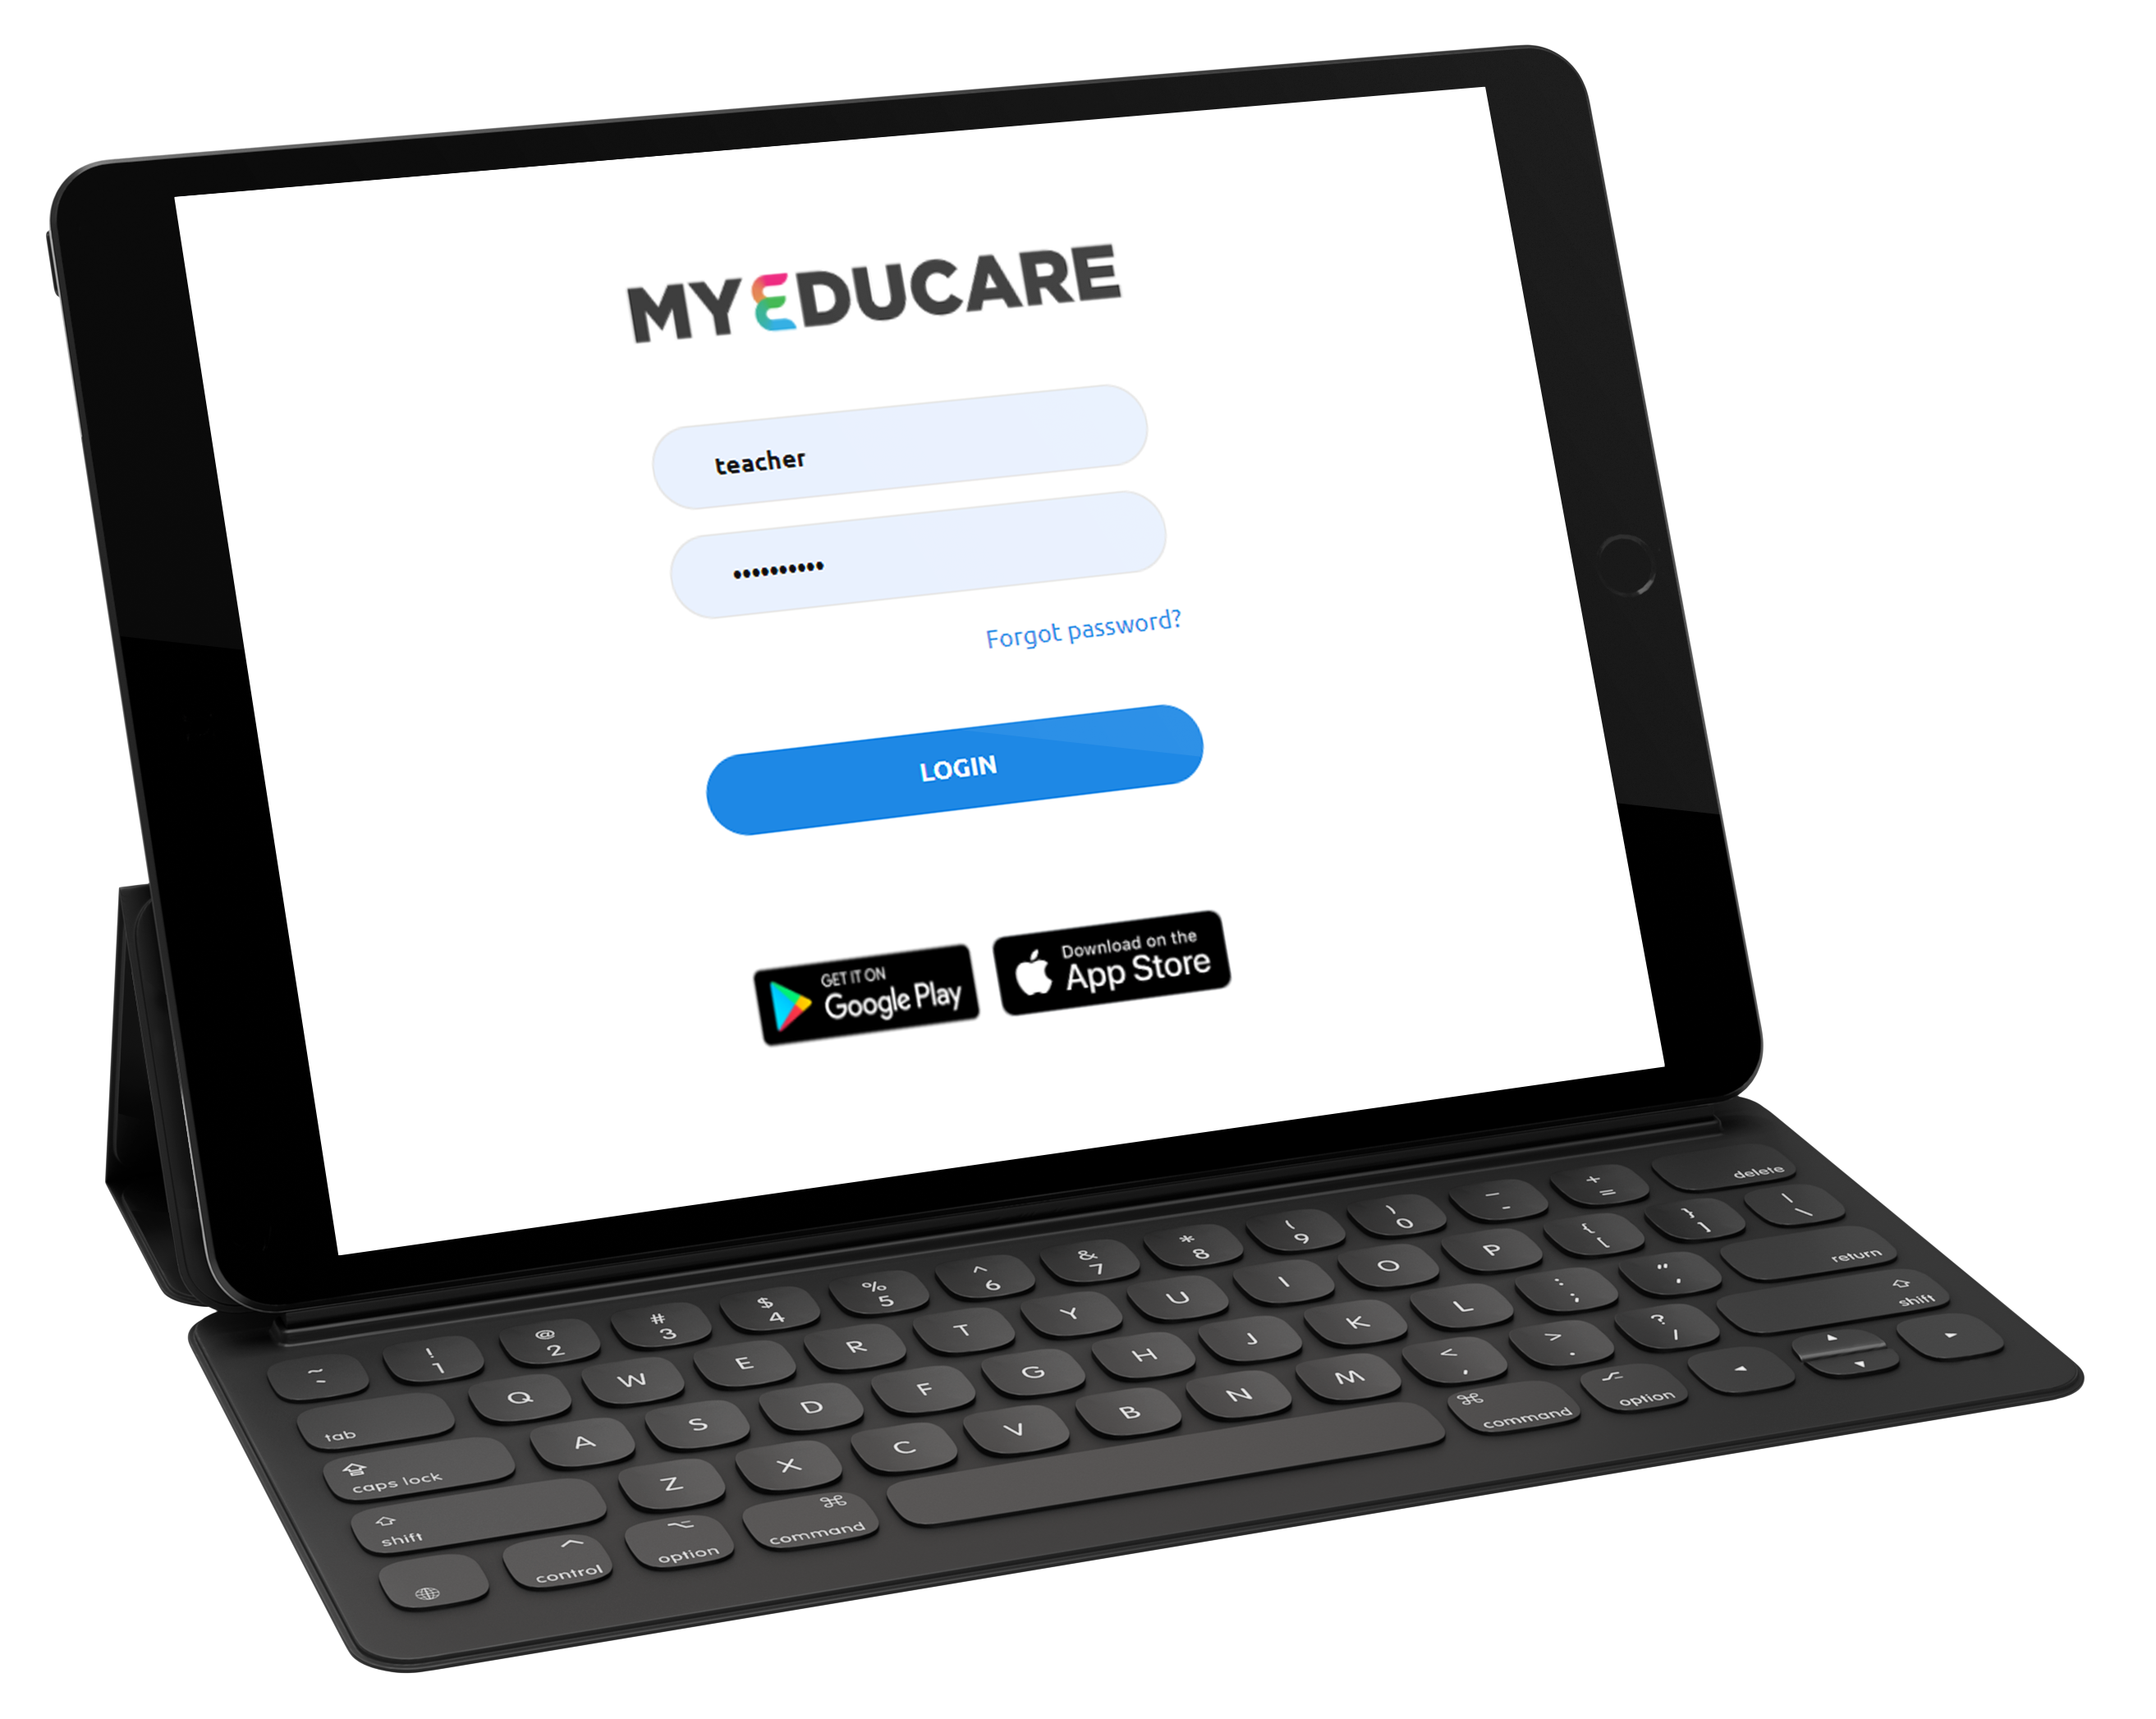 MYEDUCARE
teacher
••••••••••
Forgot password?
LOGIN
GET IT ON
Google Play
Download on the
App Store
~ ! @ # $ % ^ & * ( ) _ + delete
` 1 2 3 4 5 6 7 8 9 0 - =
tab Q W E R T Y U I O P { [ } ] | \
caps lock A S D F G H J K L : ; " ' return
shift Z X C V B N M < , > . ? / shift
control option ⌘ command ⌘ command option ◄ ▲ ▼ ►